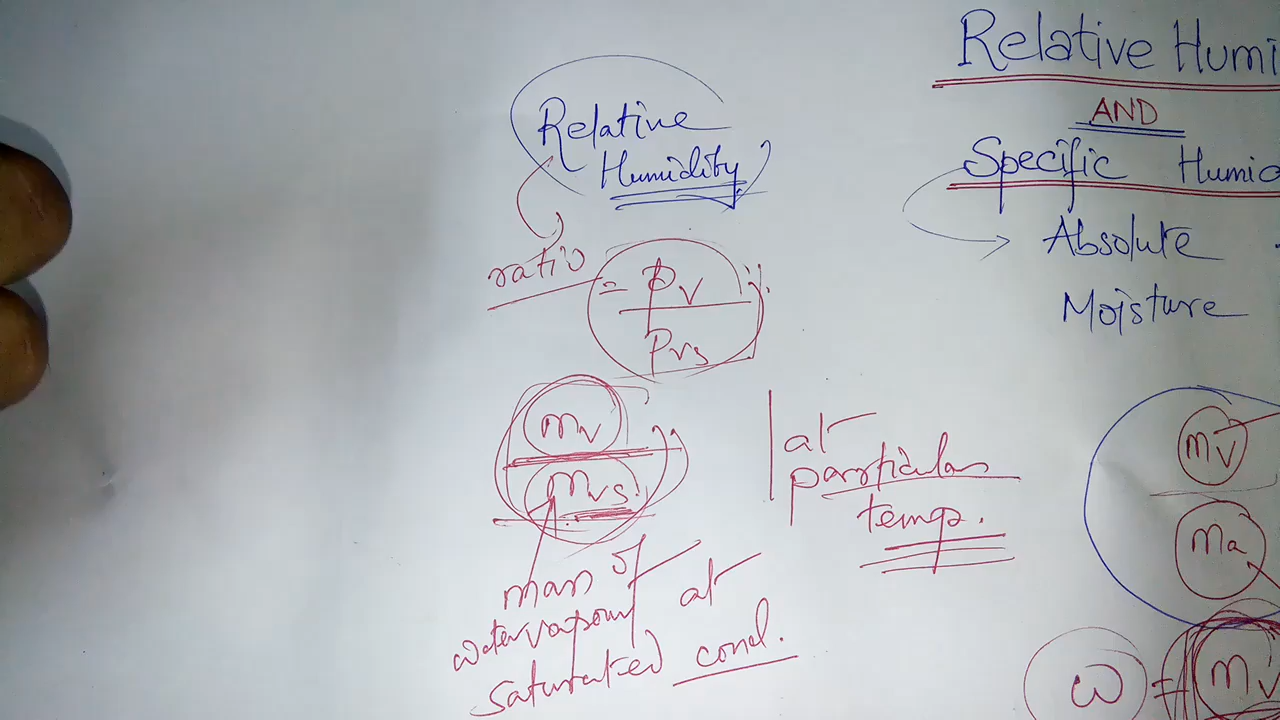 Relative Humi
AND
Specific Humid
Absolute
Moisture
Relative
Humidity
ratio
= Pv %
Pvs
mv %
mvs
at
particular
temp.
mass of
water vapour at
saturated cond.
mv
ma
ω = mv